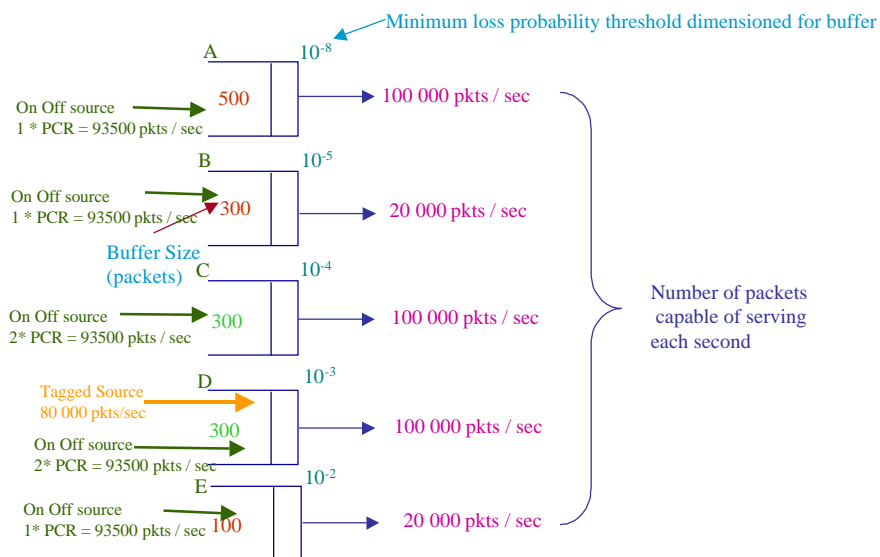 Minimum loss probability threshold dimensioned for buffer
A
10-8
500
100 000 pkts / sec
On Off source
1 * PCR = 93500 pkts / sec
B
10-5
On Off source
1 * PCR = 93500 pkts / sec
300
20 000 pkts / sec
Buffer Size
(packets)
C
10-4
On Off source
2* PCR = 93500 pkts / sec
300
100 000 pkts / sec
Number of packets
capable of serving
each second
D
10-3
Tagged Source
80 000 pkts/sec
300
100 000 pkts / sec
On Off source
2* PCR = 93500 pkts / sec
E
10-2
On Off source
1* PCR = 93500 pkts / sec
100
20 000 pkts / sec